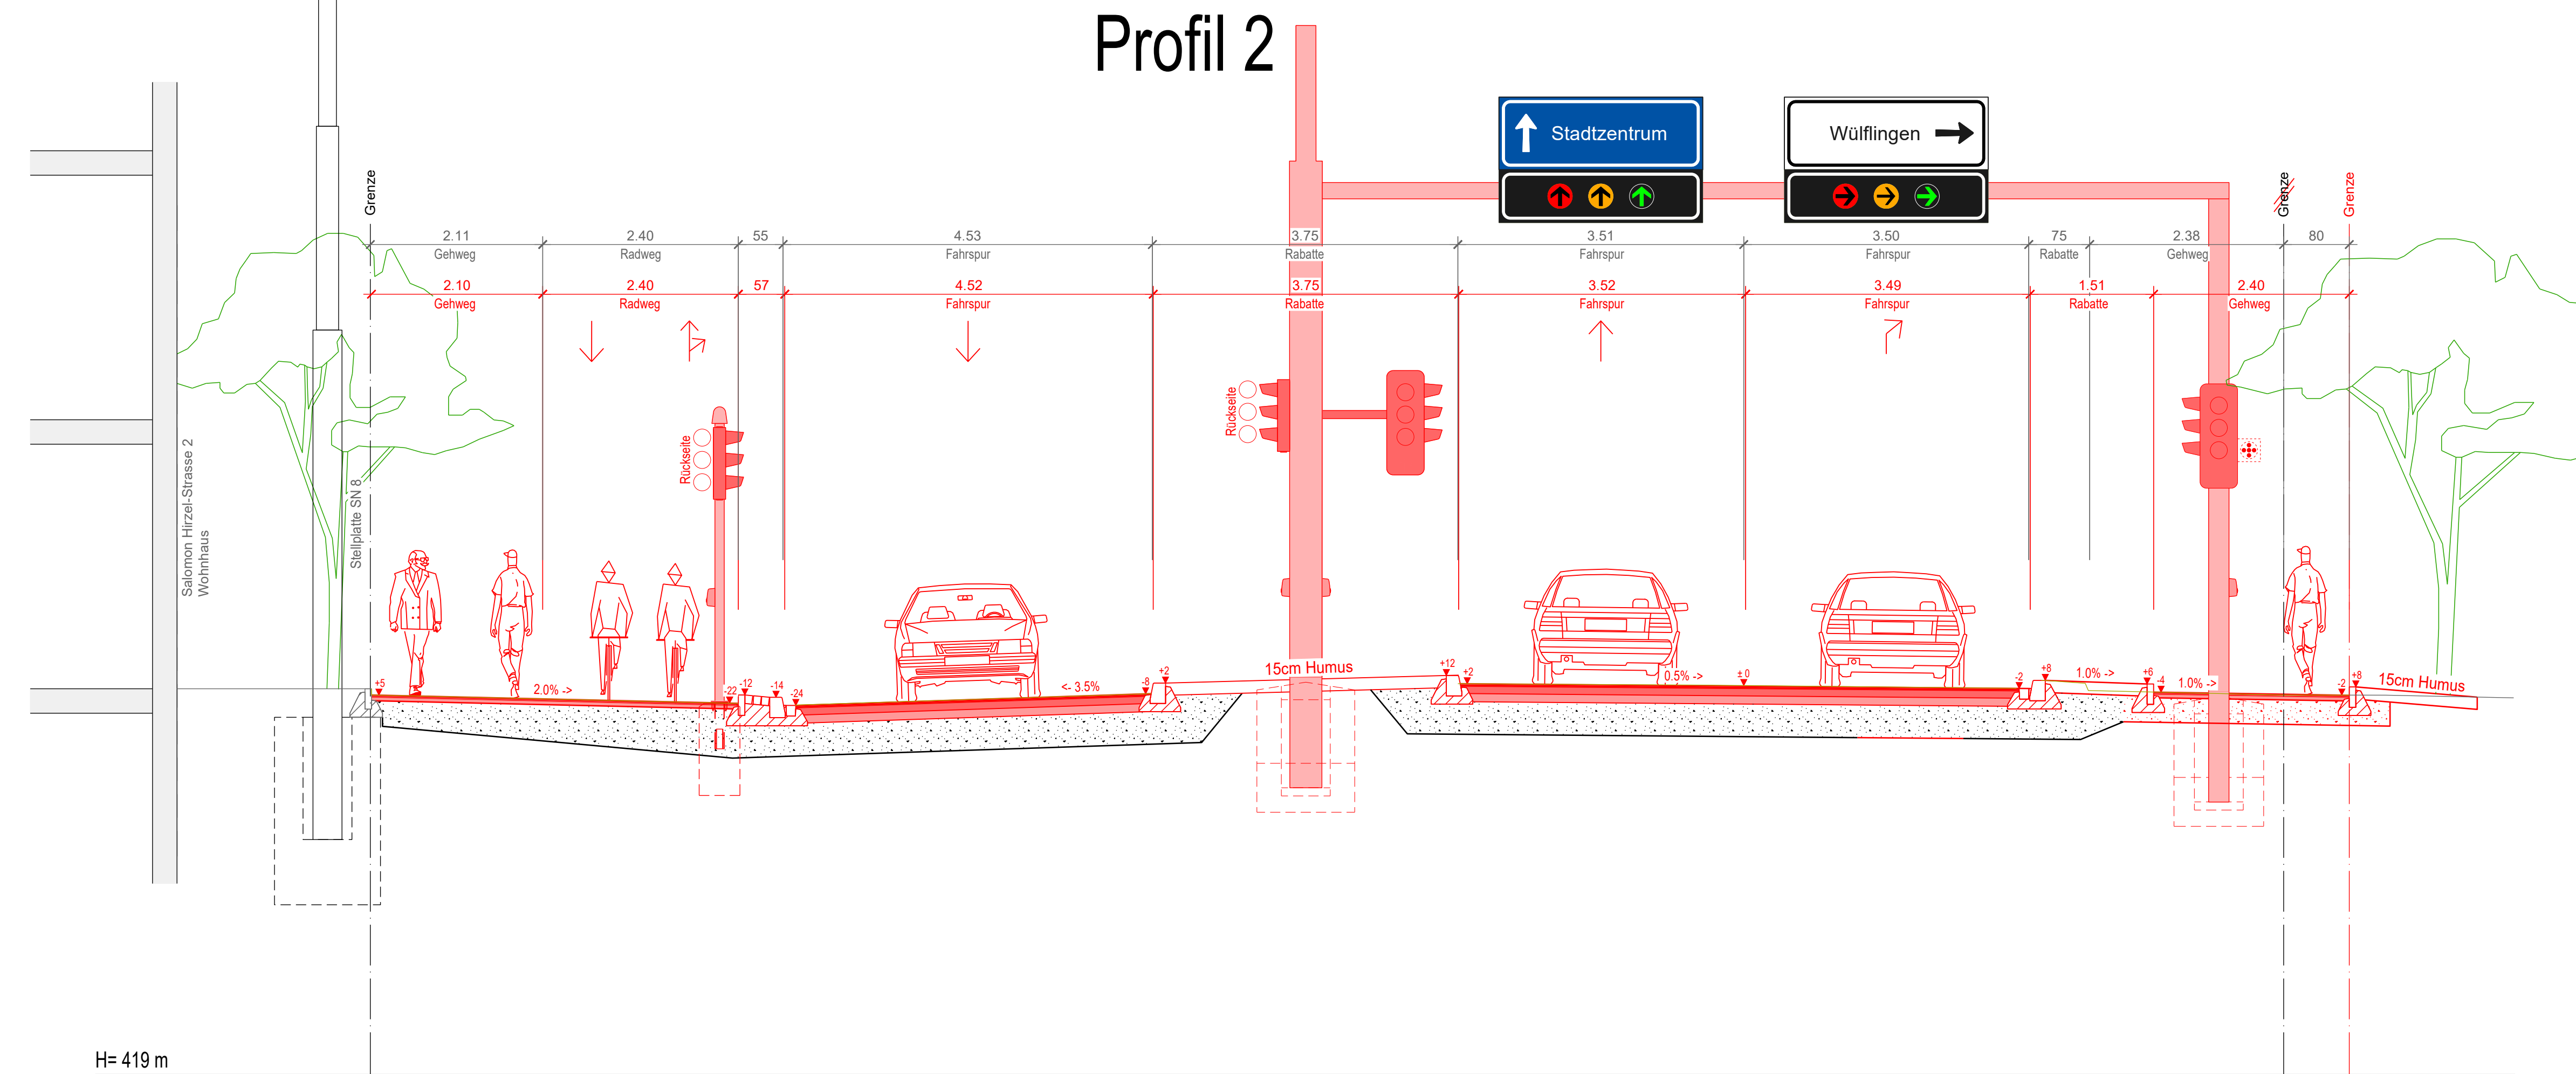 Profil 2
Stadtzentrum
Wülflingen
Grenze
Grenze
Grenze
2.11
2.40
55
4.53
3.75
3.51
3.50
75
2.38
80
Gehweg
Radweg
Fahrspur
Rabatte
Fahrspur
Fahrspur
Rabatte
Gehweg
2.10
2.40
57
4.52
3.75
3.52
3.49
1.51
2.40
Gehweg
Radweg
Fahrspur
Rabatte
Fahrspur
Fahrspur
Rabatte
Gehweg
Salomon Hirzel-Strasse 2
Wohnhaus
Stellplatte SN 8
Rückseite
Rückseite
+5
2.0% ->
-22
-12
-14
-24
<- 3.5%
-8
+2
15cm Humus
+12
+2
0.5% ->
± 0
-2
+8
1.0% ->
+6
-4
1.0% ->
-2
+8
15cm Humus
H= 419 m